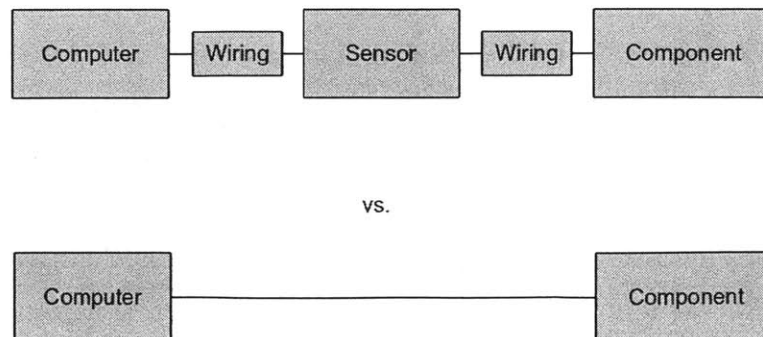 Computer Wiring Sensor Wiring Component
vs.
Computer Component